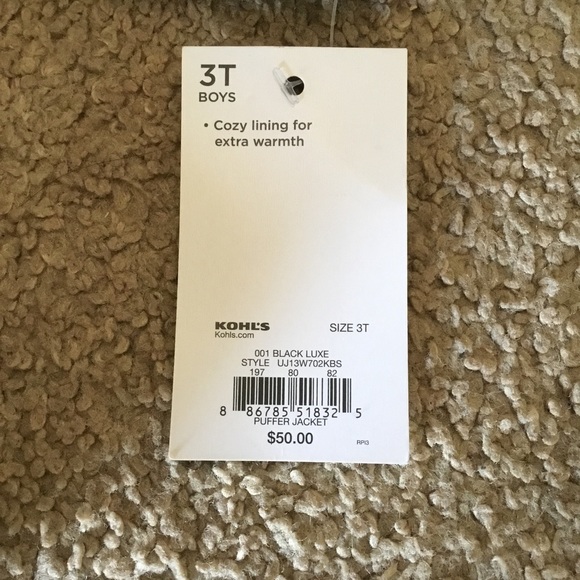 3T
BOYS
• Cozy lining for
extra warmth
KOHL'S
SIZE 3T
Kohls.com
001 BLACK LUXE
STYLE UJ13W702KBS
197 80 82
8 86785 51832 5
PUFFER JACKET
$50.00
RPI3